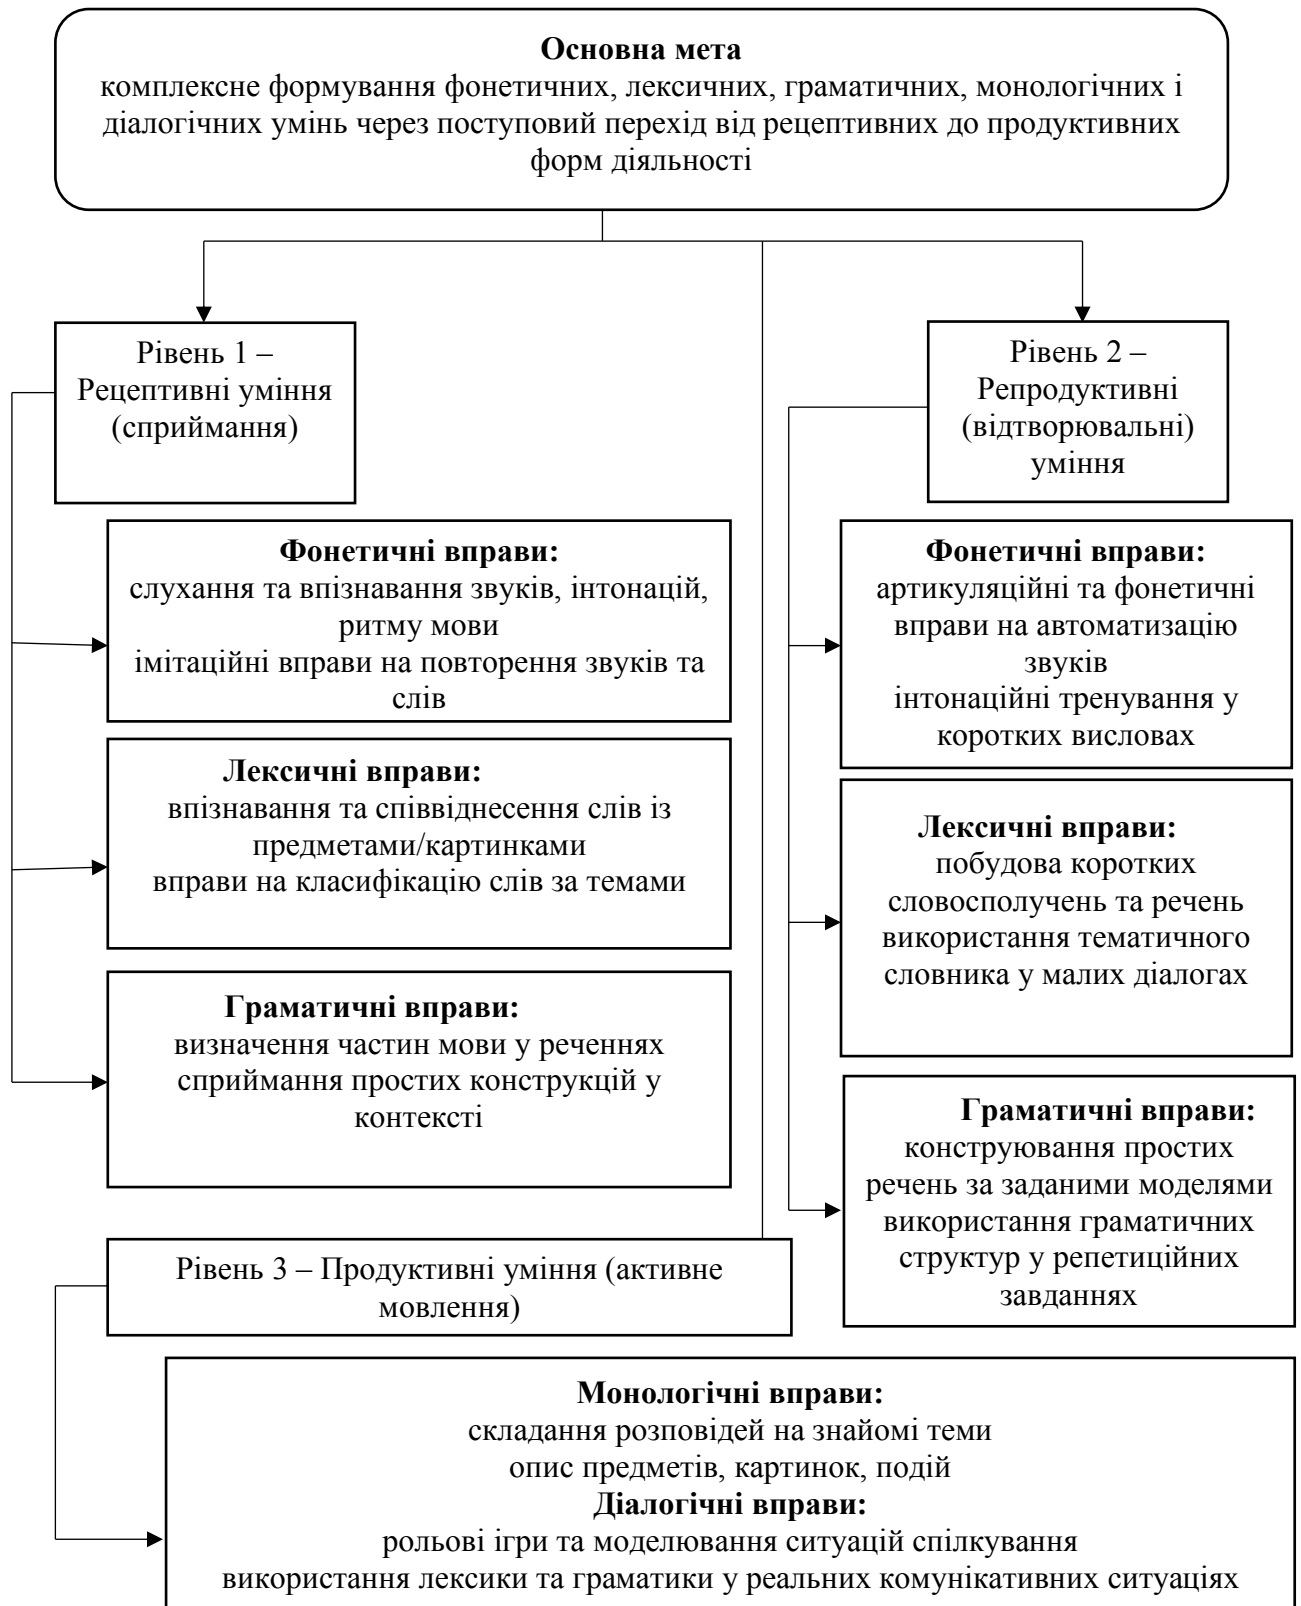 Основна мета
комплексне формування фонетичних, лексичних, граматичних, монологічних і
діалогічних умінь через поступовий перехід від рецептивних до продуктивних
форм діяльності
Рівень 1 –
Рецептивні уміння
(сприймання)
Фонетичні вправи:
слухання та впізнавання звуків, інтонацій,
ритму мови
імітаційні вправи на повторення звуків та
слів
Лексичні вправи:
впізнавання та співвіднесення слів із
предметами/картинками
вправи на класифікацію слів за темами
Граматичні вправи:
визначення частин мови у реченнях
сприймання простих конструкцій у
контексті
Рівень 2 –
Репродуктивні
(відтворювальні)
уміння
Фонетичні вправи:
артикуляційні та фонетичні
вправи на автоматизацію
звуків
інтонаційні тренування у
коротких висловах
Лексичні вправи:
побудова коротких
словосполучень та речень
використання тематичного
словника у малих діалогах
Граматичні вправи:
конструювання простих
речень за заданими моделями
використання граматичних
структур у репетиційних
завданнях
Рівень 3 – Продуктивні уміння (активне
мовлення)
Монологічні вправи:
складання розповідей на знайомі теми
опис предметів, картинок, подій
Діалогічні вправи:
рольові ігри та моделювання ситуацій спілкування
використання лексики та граматики у реальних комунікативних ситуаціях